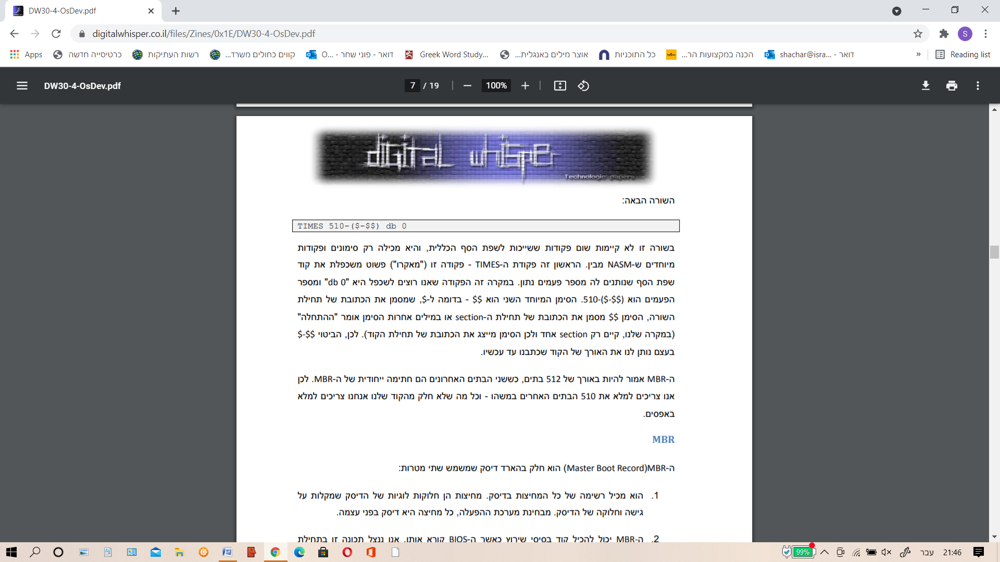 DW30-4-OsDev.pdf
digitalwhisper.co.il/files/Zines/0x1E/DW30-4-OsDev.pdf
S
Apps
כרטיסייה חדשה
רשות העתיקות
קווים כחולים משרד...
דואר - פוני שחר - O...
Greek Word Study...
אוצר מילים באנגלית...
כל התוכניות
הכנה במקצועות הר...
דואר - shachar@isra...
»
Reading list
DW30-4-OsDev.pdf
7 / 19
100%
digital whisper
Technologic papers
השורה הבאה:
TIMES 510-($-$$) db 0
בשורה זו לא קיימות שום פקודות ששייכות לשפת הסף הכללית, והיא מכילה רק סימונים ופקודות
מיוחדים ש-NASM מבין. הראשון זה פקודת ה-TIMES - פקודה זו ("מאקרו") פשוט משכפלת את קוד
שפת הסף שנותנים לה מספר פעמים נתון. במקרה זה הפקודה שאנו רוצים לשכפל היא "db 0" ומספר
הפעמים הוא 510-($-$$). הסימן המיוחד השני הוא $$ - בדומה ל-$, שמסמן את הכתובת של תחילת
השורה, הסימן $$ מסמן את הכתובת של תחילת ה-section או במילים אחרות הסימן אומר "ההתחלה"
(במקרה שלנו, קיים רק section אחד ולכן הסימן מייצג את הכתובת של תחילת הקוד). לכן, הביטוי $-$$
בעצם נותן לנו את האורך של הקוד שכתבנו עד עכשיו.
ה-MBR אמור להיות באורך של 512 בתים, כששני הבתים האחרונים הם חתימה ייחודית של ה-MBR. לכן
אנו צריכים למלא את 510 הבתים האחרים במשהו - וכל מה שלא חלק מהקוד שלנו אנחנו צריכים למלא
באפסים.
MBR
ה-MBR(Master Boot Record) הוא חלק בהארד דיסק שמשמש שתי מטרות:
1. הוא מכיל רשימה של כל המחיצות בדיסק. מחיצות הן חלוקות לוגיות של הדיסק שמקלות על
גישה וחלוקה של הדיסק. מבחינת מערכת ההפעלה, כל מחיצה היא דיסק בפני עצמה.
2. ה-MBR יכול להכיל קוד בסיסי שירוץ כאשר ה-BIOS קורא אותו. אנו ננצל תכונה זו בתחילת
99%
עבר
21:46